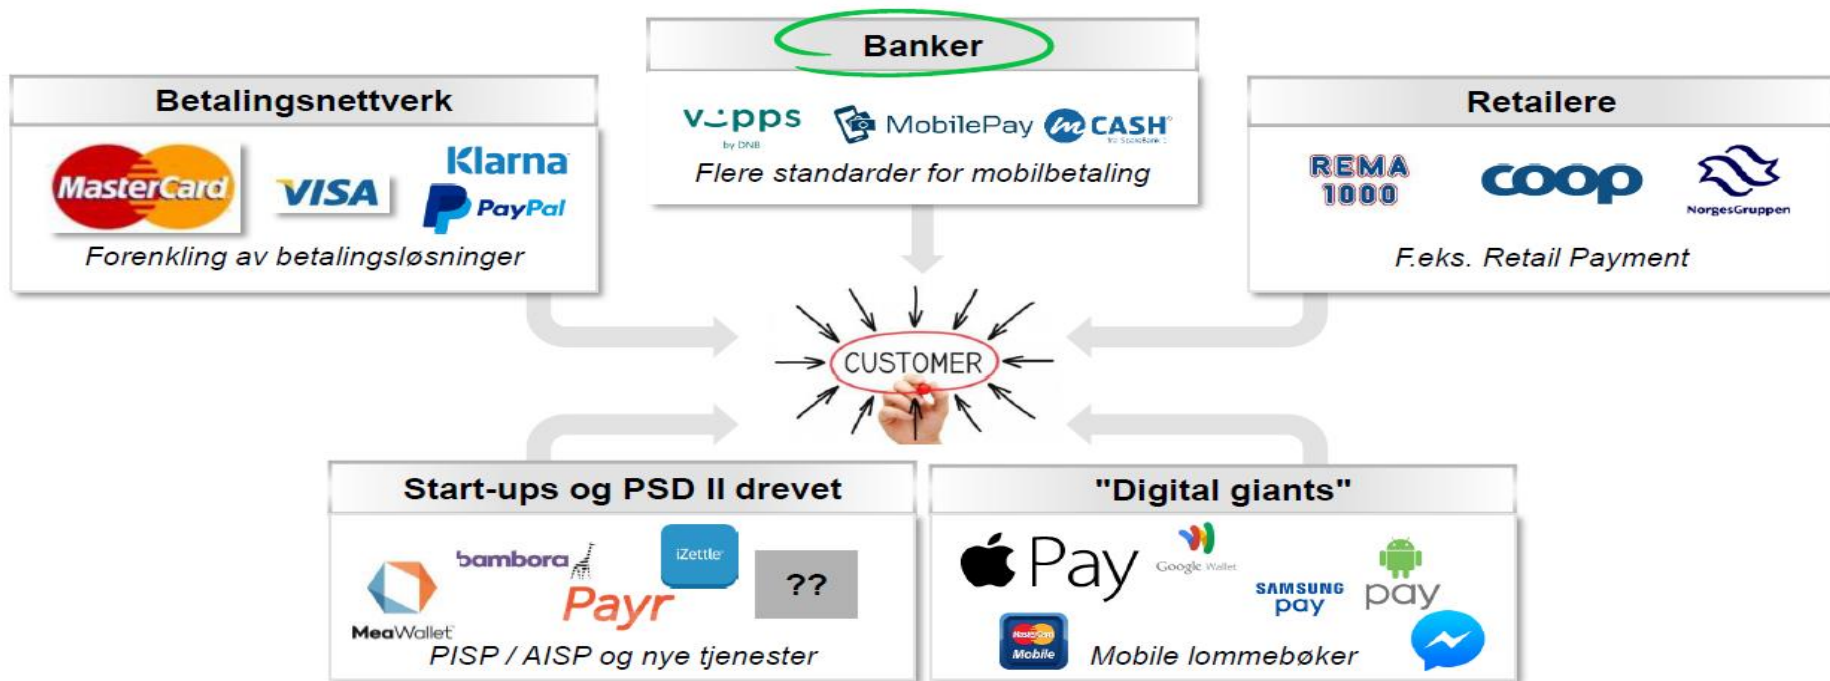 Banker
vipps
by DNB
MobilePay
mCASH
Flere standarder for mobilbetaling
Betalingsnettverk
MasterCard
VISA
Klarna
PayPal
Forenkling av betalingsløsninger
Retailere
REMA
1000
coop
NorgesGruppen
F.eks. Retail Payment
CUSTOMER
Start-ups og PSD II drevet
bambora
iZettle
MeaWallet
Payr
??
PISP / AISP og nye tjenester
"Digital giants"
Pay
Google Wallet
SAMSUNG
pay
pay
MasterCard
Mobile
Mobile lommebøker